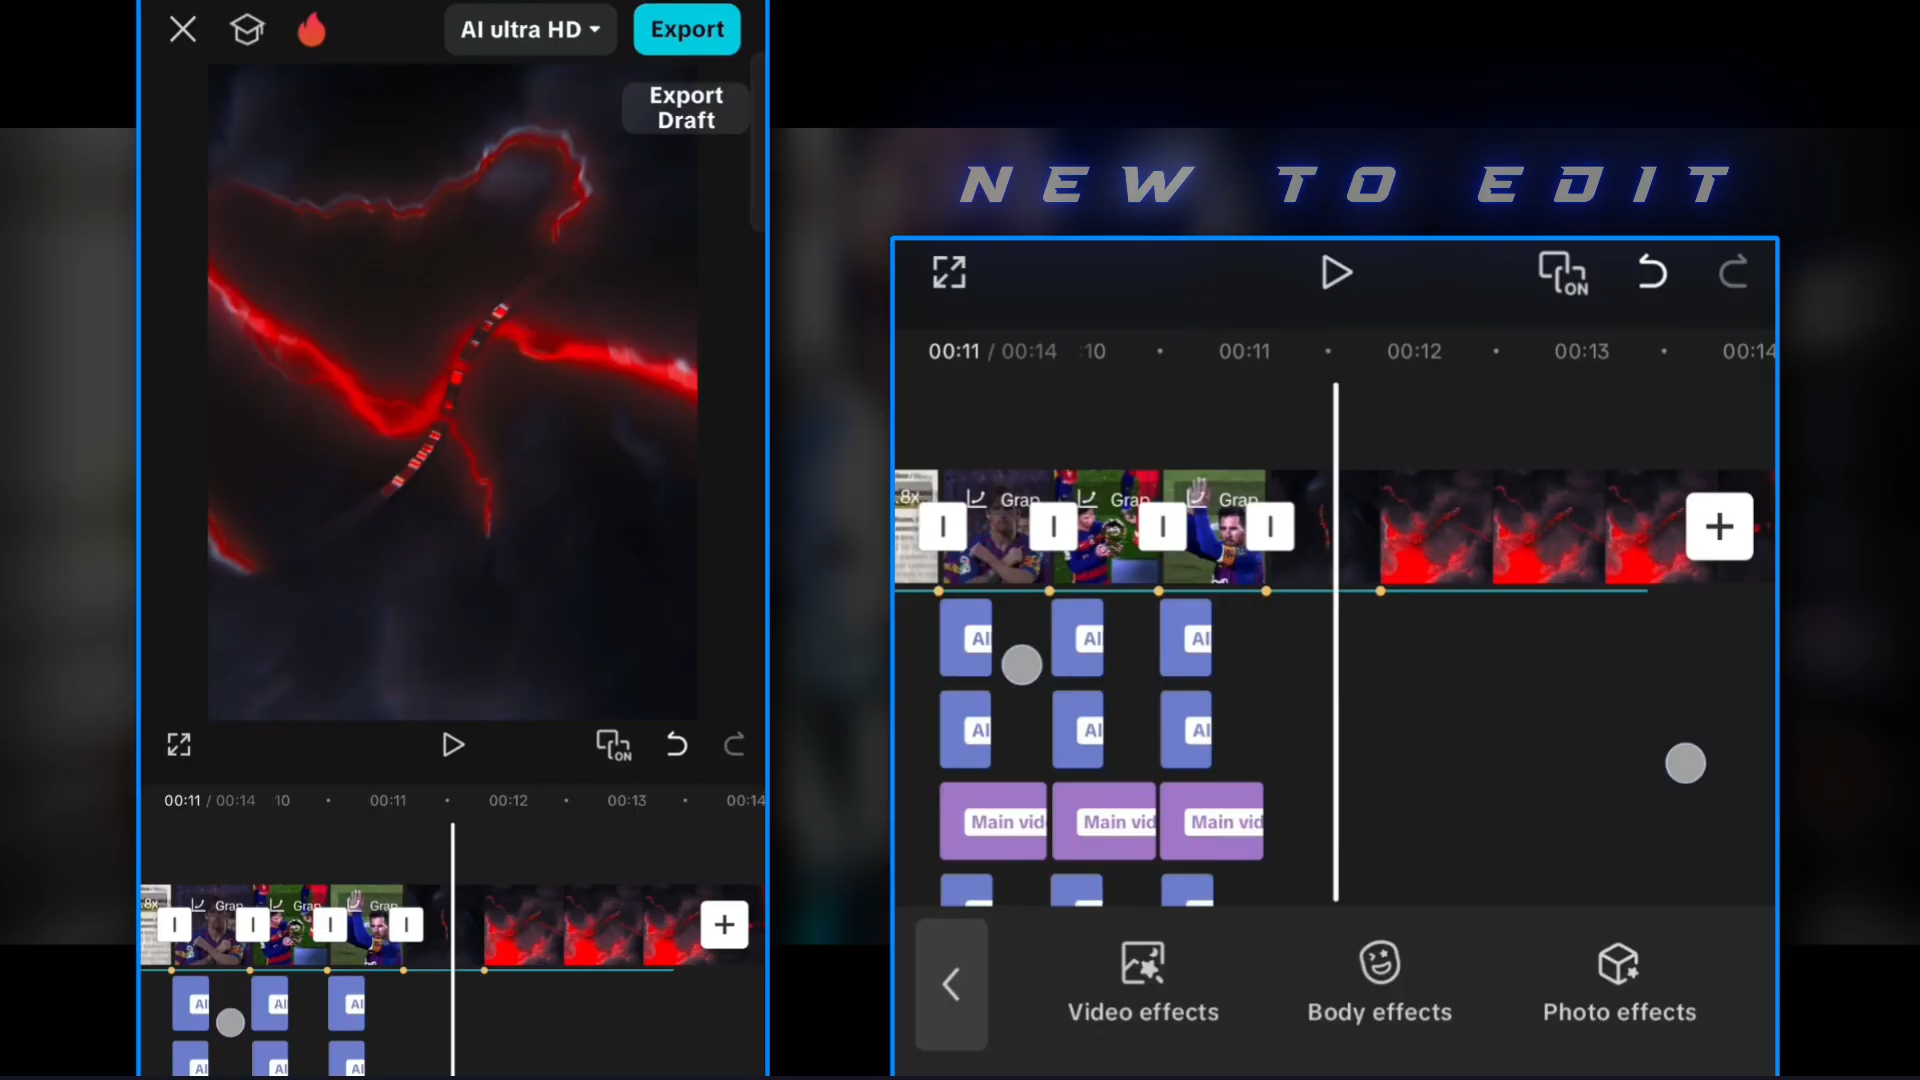 AI ultra HD
Export
Export
Draft
00:11 / 00:14 :10 00:11 00:12 00:13 00:14
.8x Grap Grap Grap
AI AI AI
AI AI AI
ON
NEW TO EDIT
ON
00:11 / 00:14 :10 00:11 00:12 00:13 00:14
.8x Grap Grap Grap
AI AI AI
AI AI AI
Main vid Main vid Main vid
Video effects Body effects Photo effects